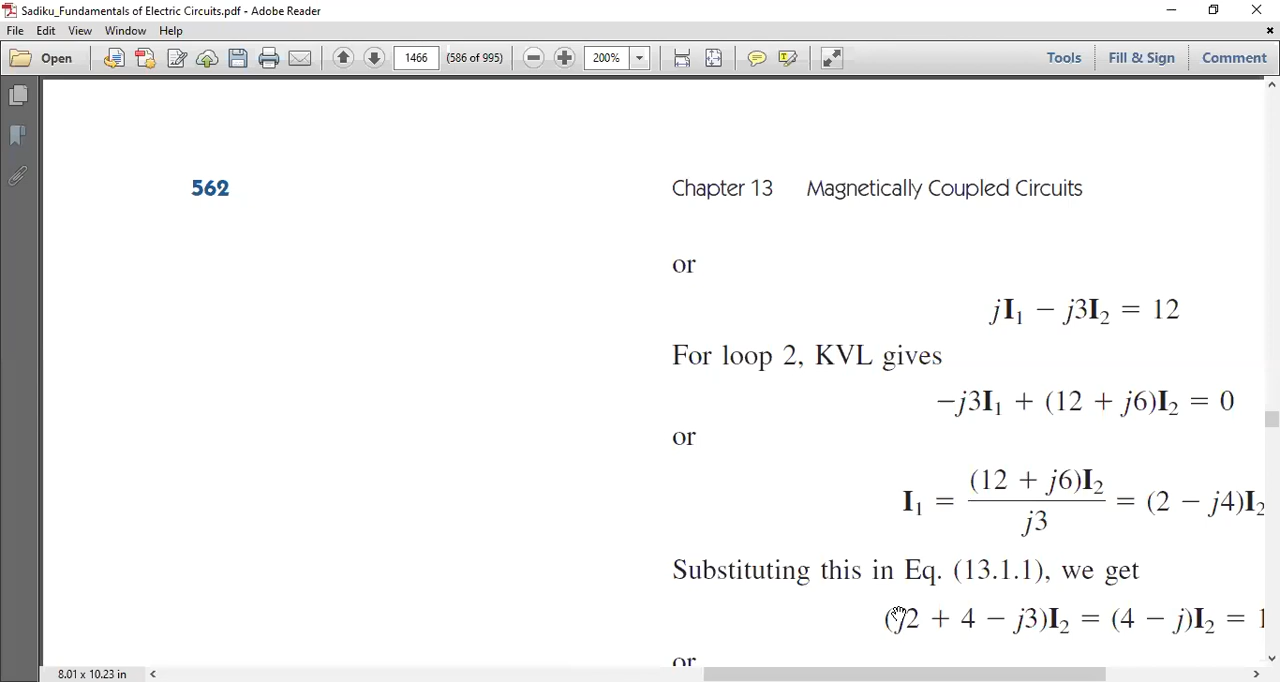 Sadiku_Fundamentals of Electric Circuits.pdf - Adobe Reader
File Edit View Window Help
Open 1466 (586 of 995) 200% Tools Fill & Sign Comment
562 Chapter 13 Magnetically Coupled Circuits
or
jI₁ − j3I₂ = 12
For loop 2, KVL gives
−j3I₁ + (12 + j6)I₂ = 0
or
I₁ = (12 + j6)I₂ / j3 = (2 − j4)I₂
Substituting this in Eq. (13.1.1), we get
(j2 + 4 − j3)I₂ = (4 − j)I₂ = 1
or
8.01 x 10.23 in